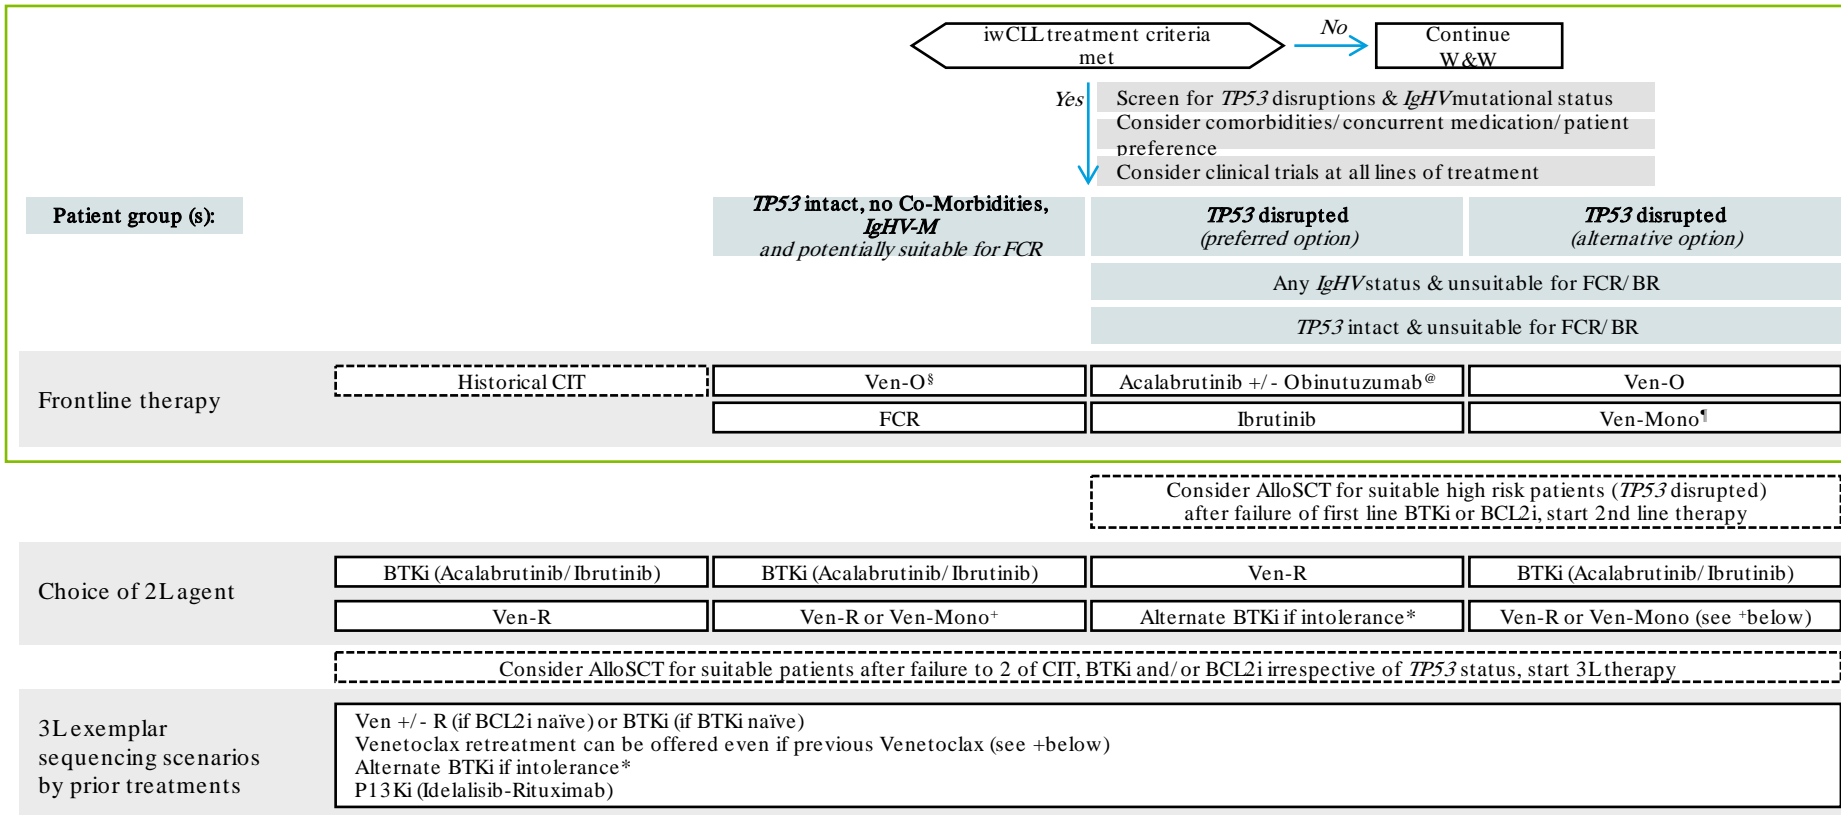 iwCLL treatment criteria
met
No
Continue
W&W
Yes
Screen for TP53 disruptions & IgHV mutational status
Consider comorbidities/concurrent medication/patient
preference
Consider clinical trials at all lines of treatment
Patient group (s):
TP53 intact, no Co-Morbidities,
IgHV-M
and potentially suitable for FCR
TP53 disrupted
(preferred option)
TP53 disrupted
(alternative option)
Any IgHV status & unsuitable for FCR/BR
TP53 intact & unsuitable for FCR/BR
Frontline therapy
Historical CIT
Ven-O§
Acalabrutinib +/- Obinutuzumab@
Ven-O
FCR
Ibrutinib
Ven-Mono¶
Consider AlloSCT for suitable high risk patients (TP53 disrupted)
after failure of first line BTKi or BCL2i, start 2nd line therapy
Choice of 2L agent
BTKi (Acalabrutinib/Ibrutinib)
BTKi (Acalabrutinib/Ibrutinib)
Ven-R
BTKi (Acalabrutinib/Ibrutinib)
Ven-R
Ven-R or Ven-Mono+
Alternate BTKi if intolerance*
Ven-R or Ven-Mono (see +below)
Consider AlloSCT for suitable patients after failure to 2 of CIT, BTKi and/or BCL2i irrespective of TP53 status, start 3L therapy
3L exemplar
sequencing scenarios
by prior treatments
Ven +/- R (if BCL2i naïve) or BTKi (if BTKi naïve)
Venetoclax retreatment can be offered even if previous Venetoclax (see +below)
Alternate BTKi if intolerance*
P13Ki (Idelalisib-Rituximab)